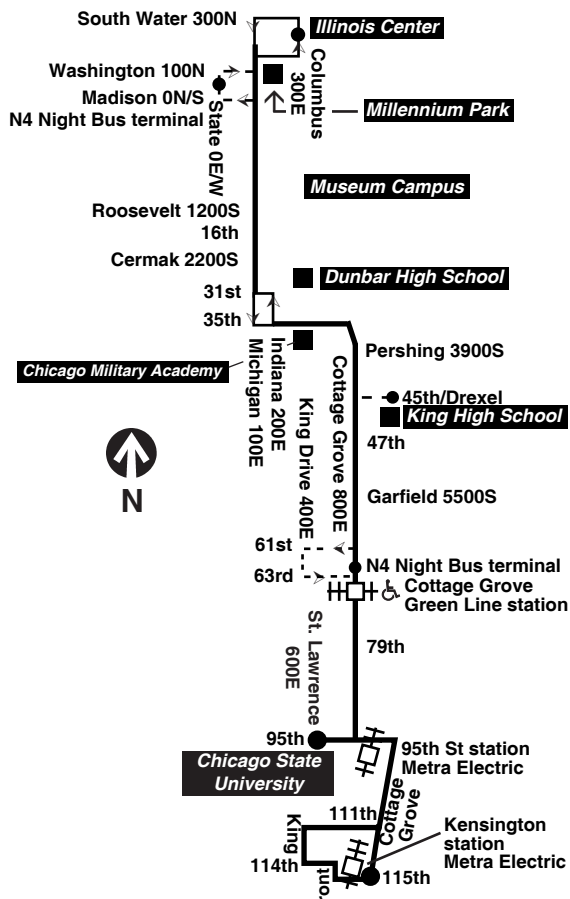 South Water 300N
Illinois Center
Washington 100N
Columbus
300E
Madison 0N/S
N4 Night Bus terminal
State 0E/W
Millennium Park
Museum Campus
Roosevelt 1200S
16th
Cermak 2200S
Dunbar High School
31st
35th
Pershing 3900S
Chicago Military Academy
Indiana 200E
Michigan 100E
King Drive 400E
Cottage Grove 800E
45th/Drexel
King High School
47th
N
Garfield 5500S
61st
63rd
N4 Night Bus terminal
Cottage Grove
Green Line station
St. Lawrence
600E
79th
95th
Chicago State
University
95th St station
Metra Electric
111th
Cottage
Grove
King
114th
Kensington
station
Metra Electric
115th